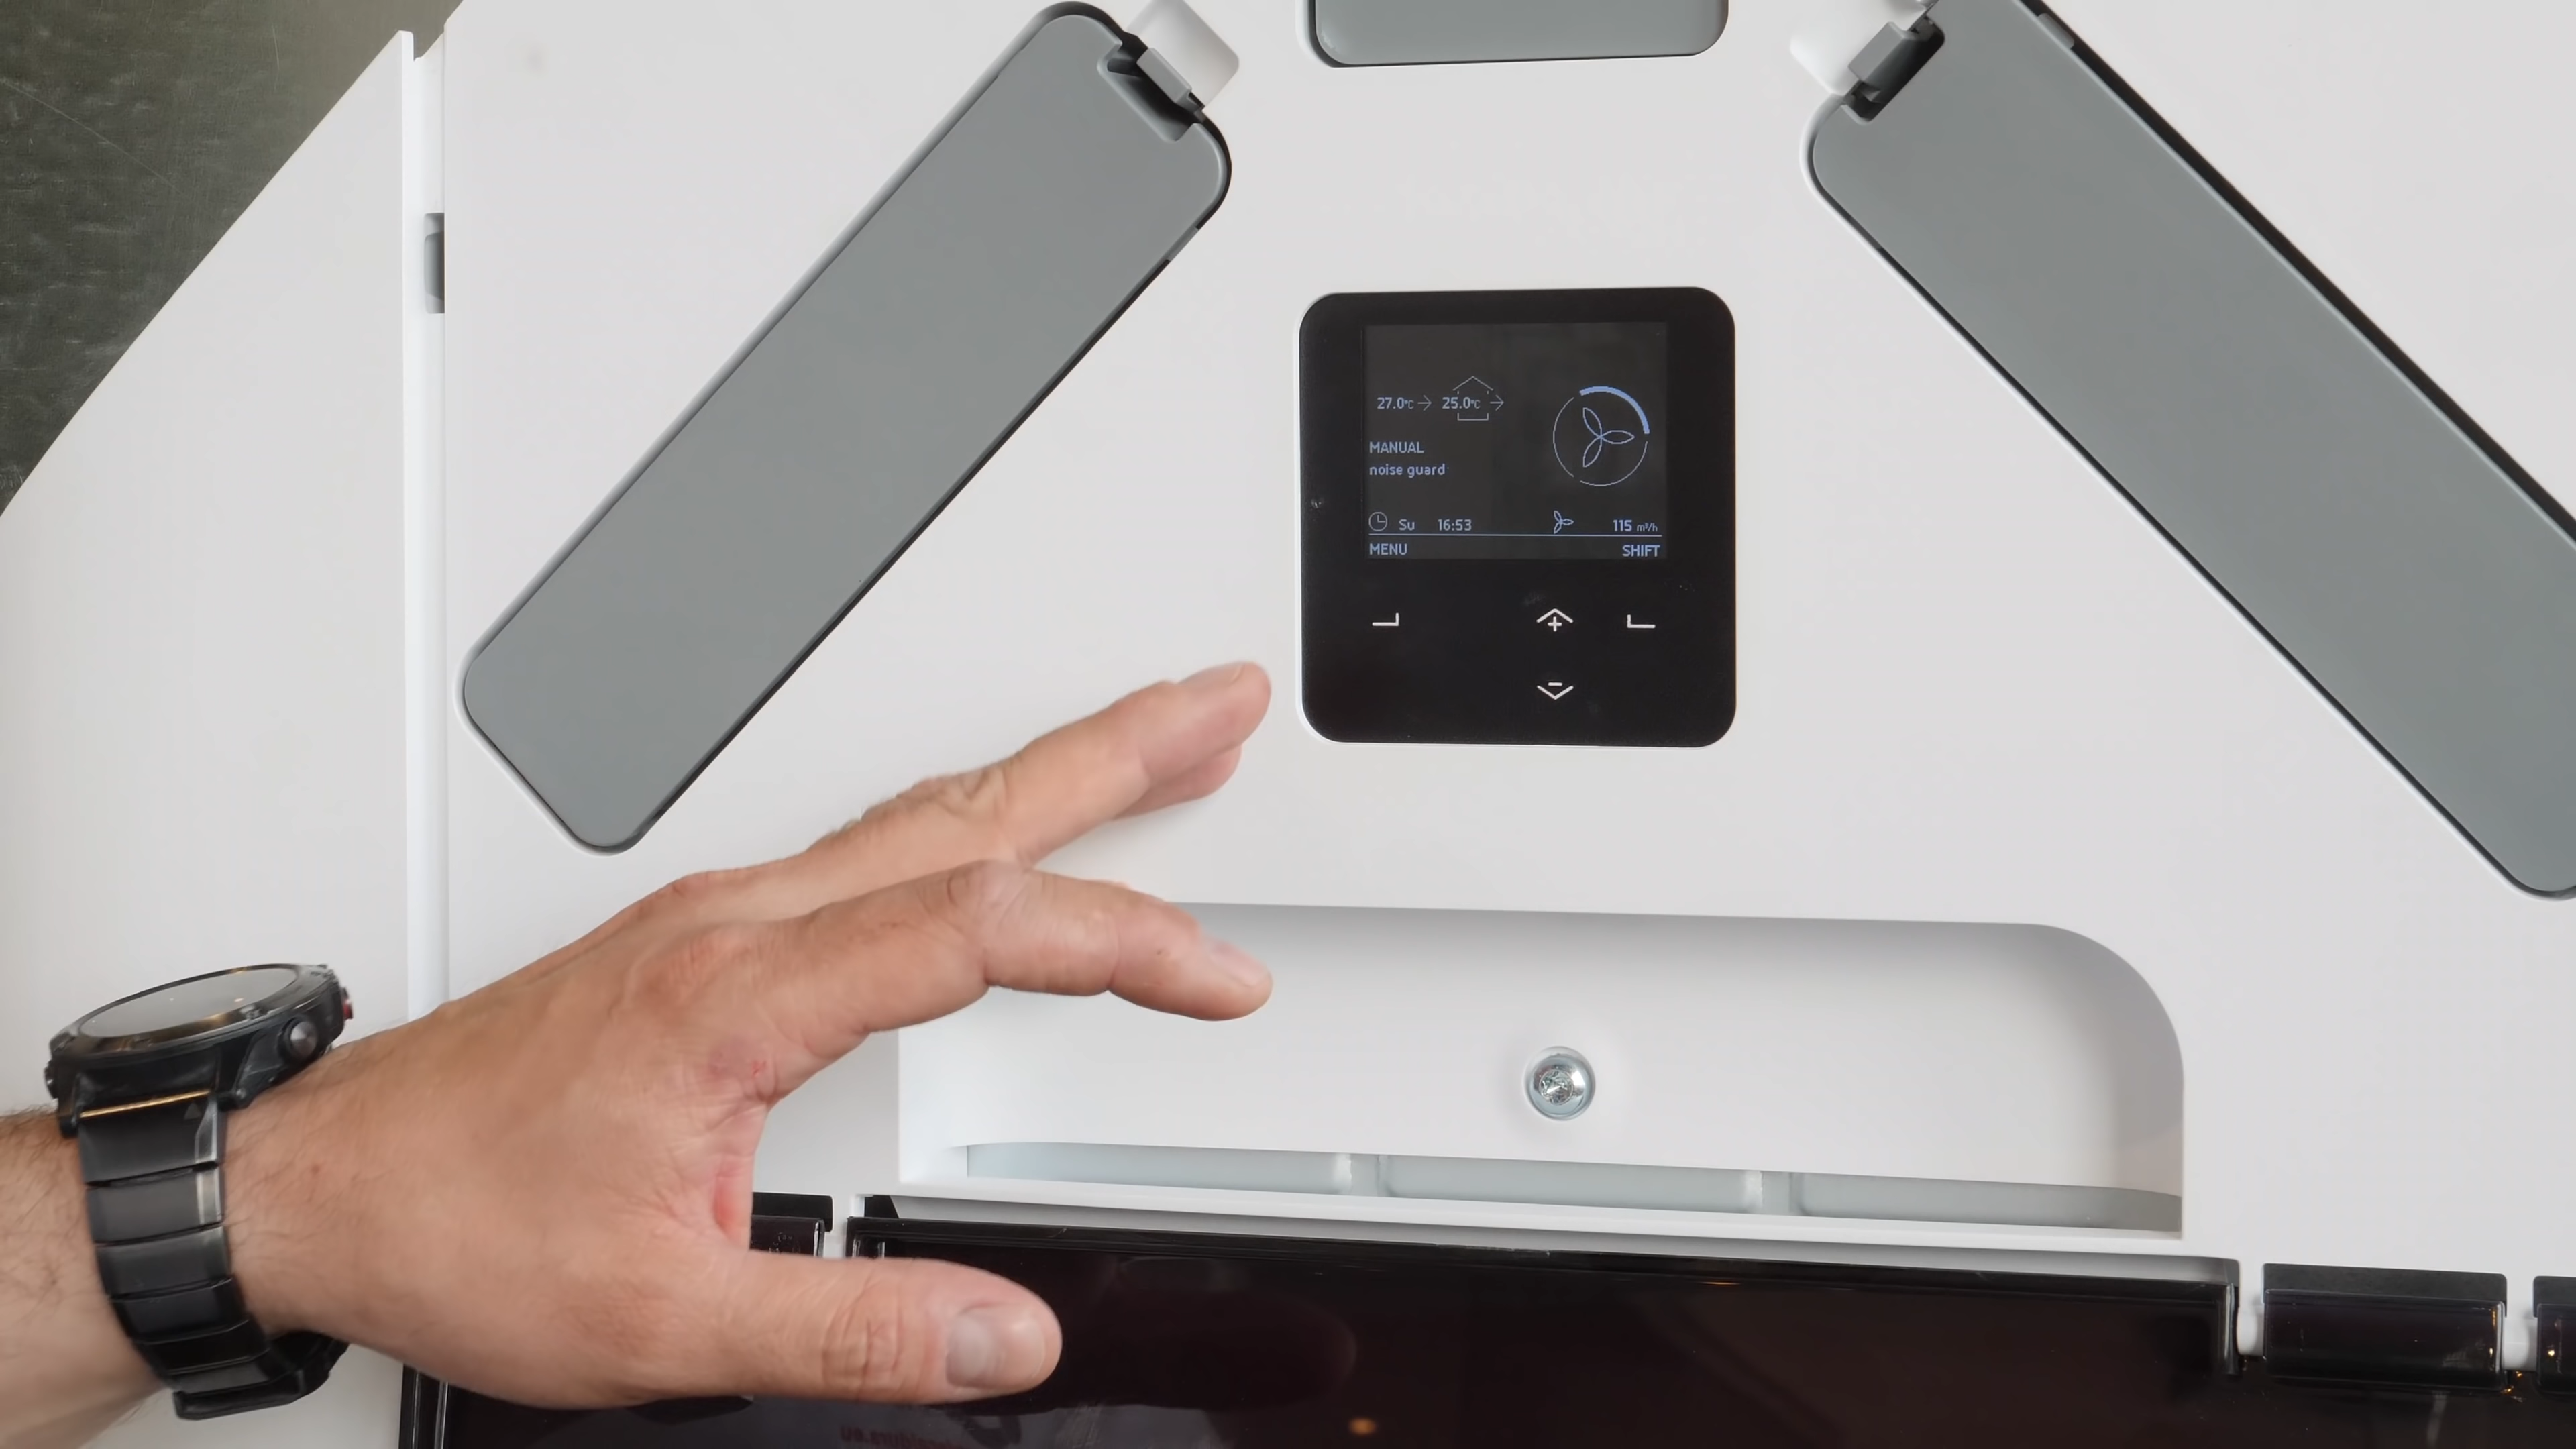 27.0°C → 25.0°C →
MANUAL
noise guard
Su 16:53 115 m³/h
MENU SHIFT